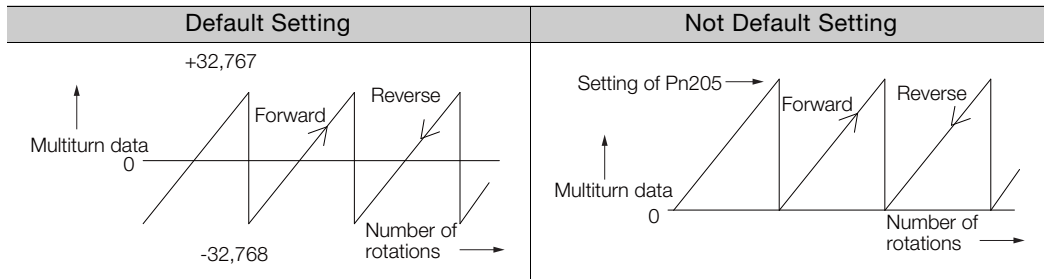 Default Setting
Not Default Setting
+32,767
Forward
Reverse
Multiturn data
0
Number of
rotations
-32,768
Setting of Pn205
Forward
Reverse
Multiturn data
0
Number of
rotations